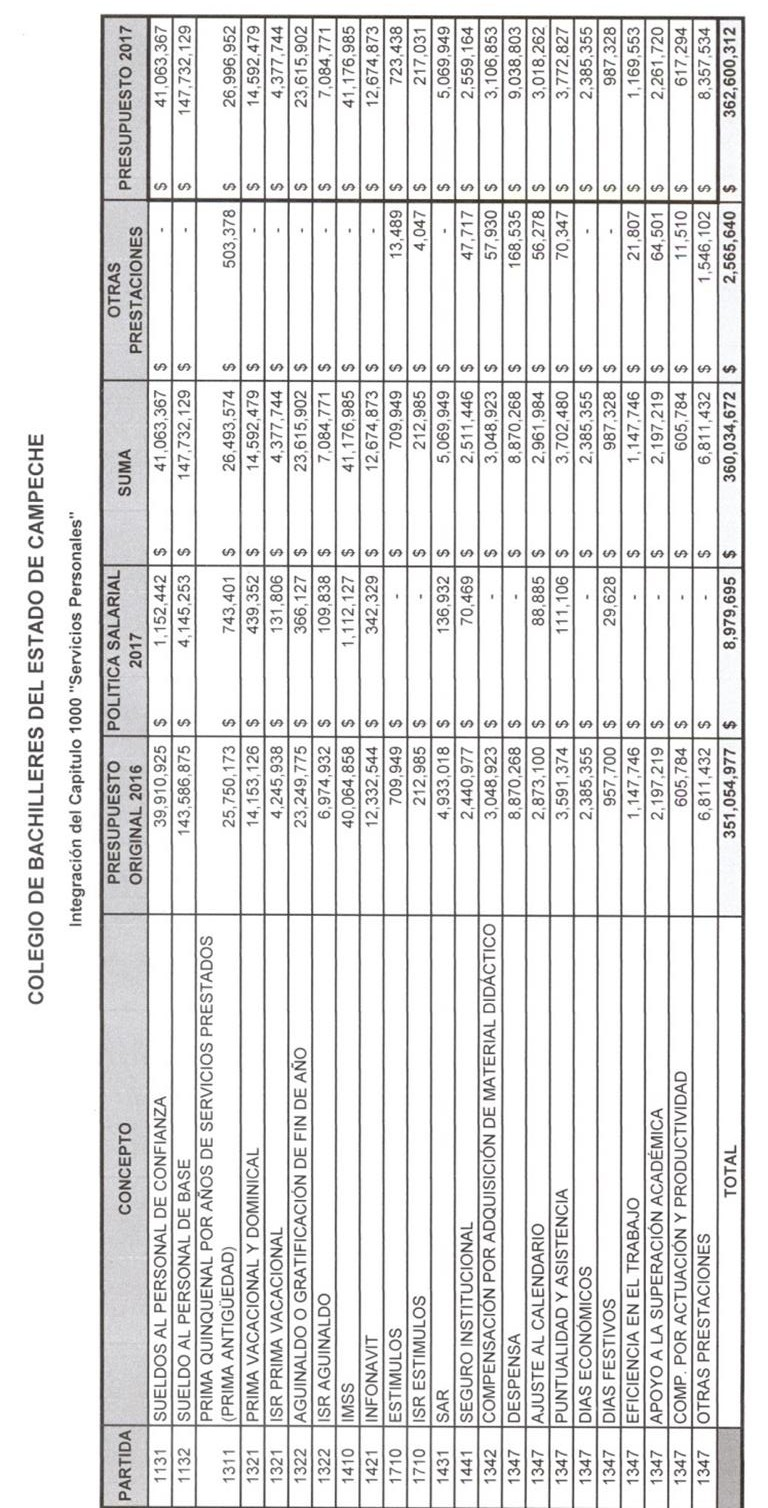 COLEGIO DE BACHILLERES DEL ESTADO DE CAMPECHE
Integración del Capitulo 1000 "Servicios Personales"
PARTIDA CONCEPTO PRESUPUESTO ORIGINAL 2016 POLITICA SALARIAL 2017 SUMA OTRAS PRESTACIONES PRESUPUESTO 2017
1131 SUELDOS AL PERSONAL DE CONFIANZA 39,910,925 $ 1,152,442 $ 41,063,367 $ - $ 41,063,367
1132 SUELDO AL PERSONAL DE BASE 143,586,875 $ 4,145,253 $ 147,732,129 $ - $ 147,732,129
PRIMA QUINQUENAL POR AÑOS DE SERVICIOS PRESTADOS
1311 (PRIMA ANTIGÜEDAD) 25,750,173 $ 743,401 $ 26,493,574 $ 503,378 $ 26,996,952
1321 PRIMA VACACIONAL Y DOMINICAL 14,153,126 $ 439,352 $ 14,592,479 $ - $ 14,592,479
1321 ISR PRIMA VACACIONAL 4,245,938 $ 131,806 $ 4,377,744 $ - $ 4,377,744
1322 AGUINALDO O GRATIFICACIÓN DE FIN DE AÑO 23,249,775 $ 366,127 $ 23,615,902 $ - $ 23,615,902
1322 ISR AGUINALDO 6,974,932 $ 109,838 $ 7,084,771 $ - $ 7,084,771
1410 IMSS 40,064,858 $ 1,112,127 $ 41,176,985 $ - $ 41,176,985
1421 INFONAVIT 12,332,544 $ 342,329 $ 12,674,873 $ - $ 12,674,873
1710 ESTIMULOS 709,949 $ - $ 709,949 $ 13,489 $ 723,438
1710 ISR ESTIMULOS 212,985 $ - $ 212,985 $ 4,047 $ 217,031
1431 SAR 4,933,018 $ 136,932 $ 5,069,949 $ - $ 5,069,949
1441 SEGURO INSTITUCIONAL 2,440,977 $ 70,469 $ 2,511,446 $ 47,717 $ 2,559,164
1342 COMPENSACIÓN POR ADQUISICIÓN DE MATERIAL DIDÁCTICO 3,048,923 $ - $ 3,048,923 $ 57,930 $ 3,106,853
1347 DESPENSA 8,870,268 $ - $ 8,870,268 $ 168,535 $ 9,038,803
1347 AJUSTE AL CALENDARIO 2,873,100 $ 88,885 $ 2,961,984 $ 56,278 $ 3,018,262
1347 PUNTUALIDAD Y ASISTENCIA 3,591,374 $ 111,106 $ 3,702,480 $ 70,347 $ 3,772,827
1347 DIAS ECONÓMICOS 2,385,355 $ - $ 2,385,355 $ - $ 2,385,355
1347 DIAS FESTIVOS 957,700 $ 29,628 $ 987,328 $ - $ 987,328
1347 EFICIENCIA EN EL TRABAJO 1,147,746 $ - $ 1,147,746 $ 21,807 $ 1,169,553
1347 APOYO A LA SUPERACIÓN ACADÉMICA 2,197,219 $ - $ 2,197,219 $ 64,501 $ 2,261,720
1347 COMP. POR ACTUACIÓN Y PRODUCTIVIDAD 605,784 $ - $ 605,784 $ 11,510 $ 617,294
1347 OTRAS PRESTACIONES 6,811,432 $ - $ 6,811,432 $ 1,546,102 $ 8,357,534
TOTAL 351,054,977 $ 8,979,695 $ 360,034,672 $ 2,565,640 $ 362,600,312